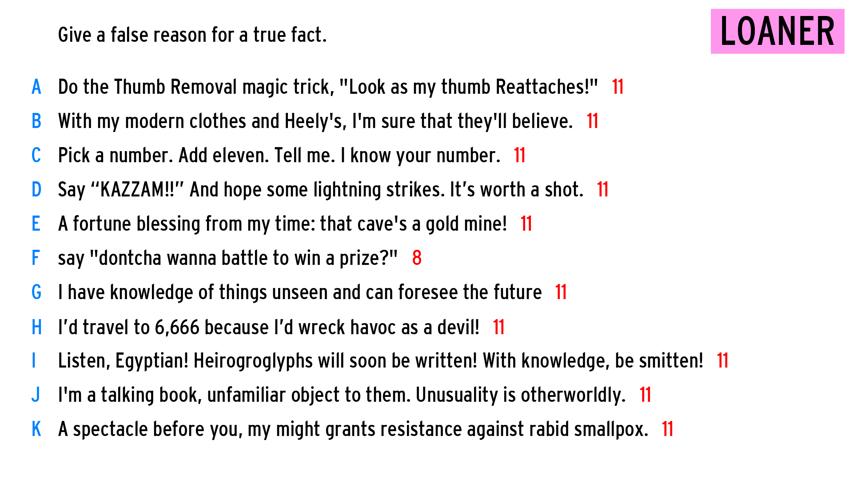 Give a false reason for a true fact.
LOANER
A Do the Thumb Removal magic trick, "Look as my thumb Reattaches!" 11
B With my modern clothes and Heely's, I'm sure that they'll believe. 11
C Pick a number. Add eleven. Tell me. I know your number. 11
D Say “KAZZAM!!” And hope some lightning strikes. It’s worth a shot. 11
E A fortune blessing from my time: that cave's a gold mine! 11
F say "dontcha wanna battle to win a prize?" 8
G I have knowledge of things unseen and can foresee the future 11
H I’d travel to 6,666 because I’d wreck havoc as a devil! 11
I Listen, Egyptian! Heirogroglyphs will soon be written! With knowledge, be smitten! 11
J I'm a talking book, unfamiliar object to them. Unusuality is otherworldly. 11
K A spectacle before you, my might grants resistance against rabid smallpox. 11